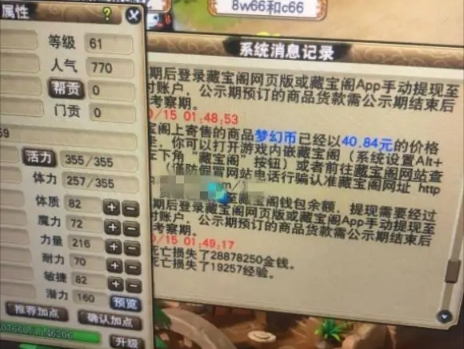 8w66和c66
属性
?
等级 61
人气 770
帮贡 0
门贡 0
69
活力 355/355
体力 257/355
体质 82
魔力 72
力量 216
耐力 70
敏捷 82
潜力 160 预览
推荐加点 确认加点
升级
系统消息记录
期后登录藏宝阁网页版或藏宝阁App手动提现至
付账户,公示期预订的商品货款需公示期结束后
考察期。
0/15 01:48:53
宝阁上寄售的商品梦幻币已经以40.84元的价格
,你可以打开游戏内嵌藏宝阁(系统设置Alt+
下角“藏宝阁”按钮)或者前往藏宝阁网站查
(谨防假冒网站电话行骗认准藏宝阁网址 http
m/
藏宝阁钱包余额,提现需要经过
期后登录藏宝阁网页版或藏宝阁App手动提现至
付账户,公示期预订的商品货款需公示期结束后
考察期。
0/15 01:49:17
死亡损失了28878250金钱。
死亡损失了19257经验。